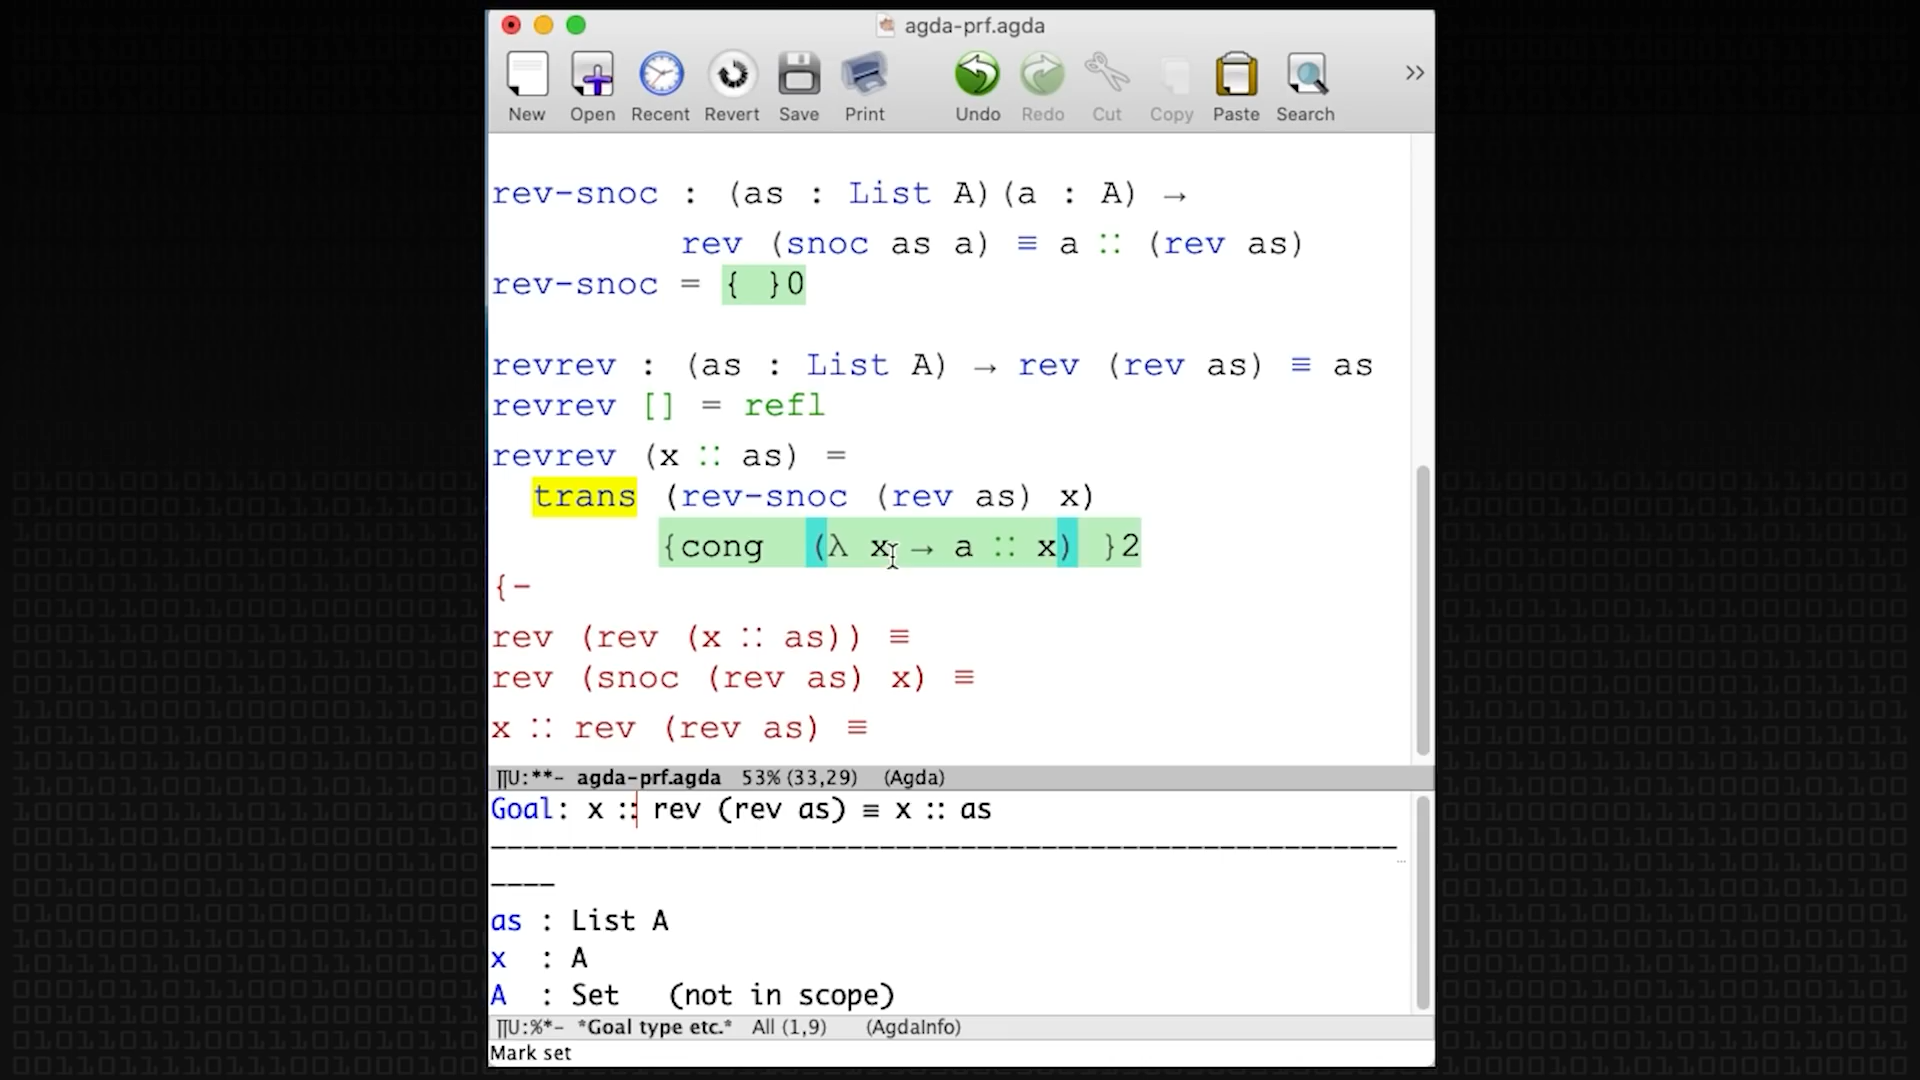 agda-prf.agda
New Open Recent Revert Save Print Undo Redo Cut Copy Paste Search
rev-snoc : (as : List A)(a : A) →
rev (snoc as a) ≡ a ∷ (rev as)
rev-snoc = { }0
revrev : (as : List A) → rev (rev as) ≡ as
revrev [] = refl
revrev (x ∷ as) =
trans (rev-snoc (rev as) x)
{cong (λ x → a ∷ x) }2
{-
rev (rev (x ∷ as)) ≡
rev (snoc (rev as) x) ≡
x ∷ rev (rev as) ≡
U:**- agda-prf.agda 53% (33,29) (Agda)
Goal: x ∷ rev (rev as) ≡ x ∷ as
————————————————————————————————————————————————————————…
————
as : List A
x : A
A : Set (not in scope)
U:%*- *Goal type etc.* All (1,9) (AgdaInfo)
Mark set